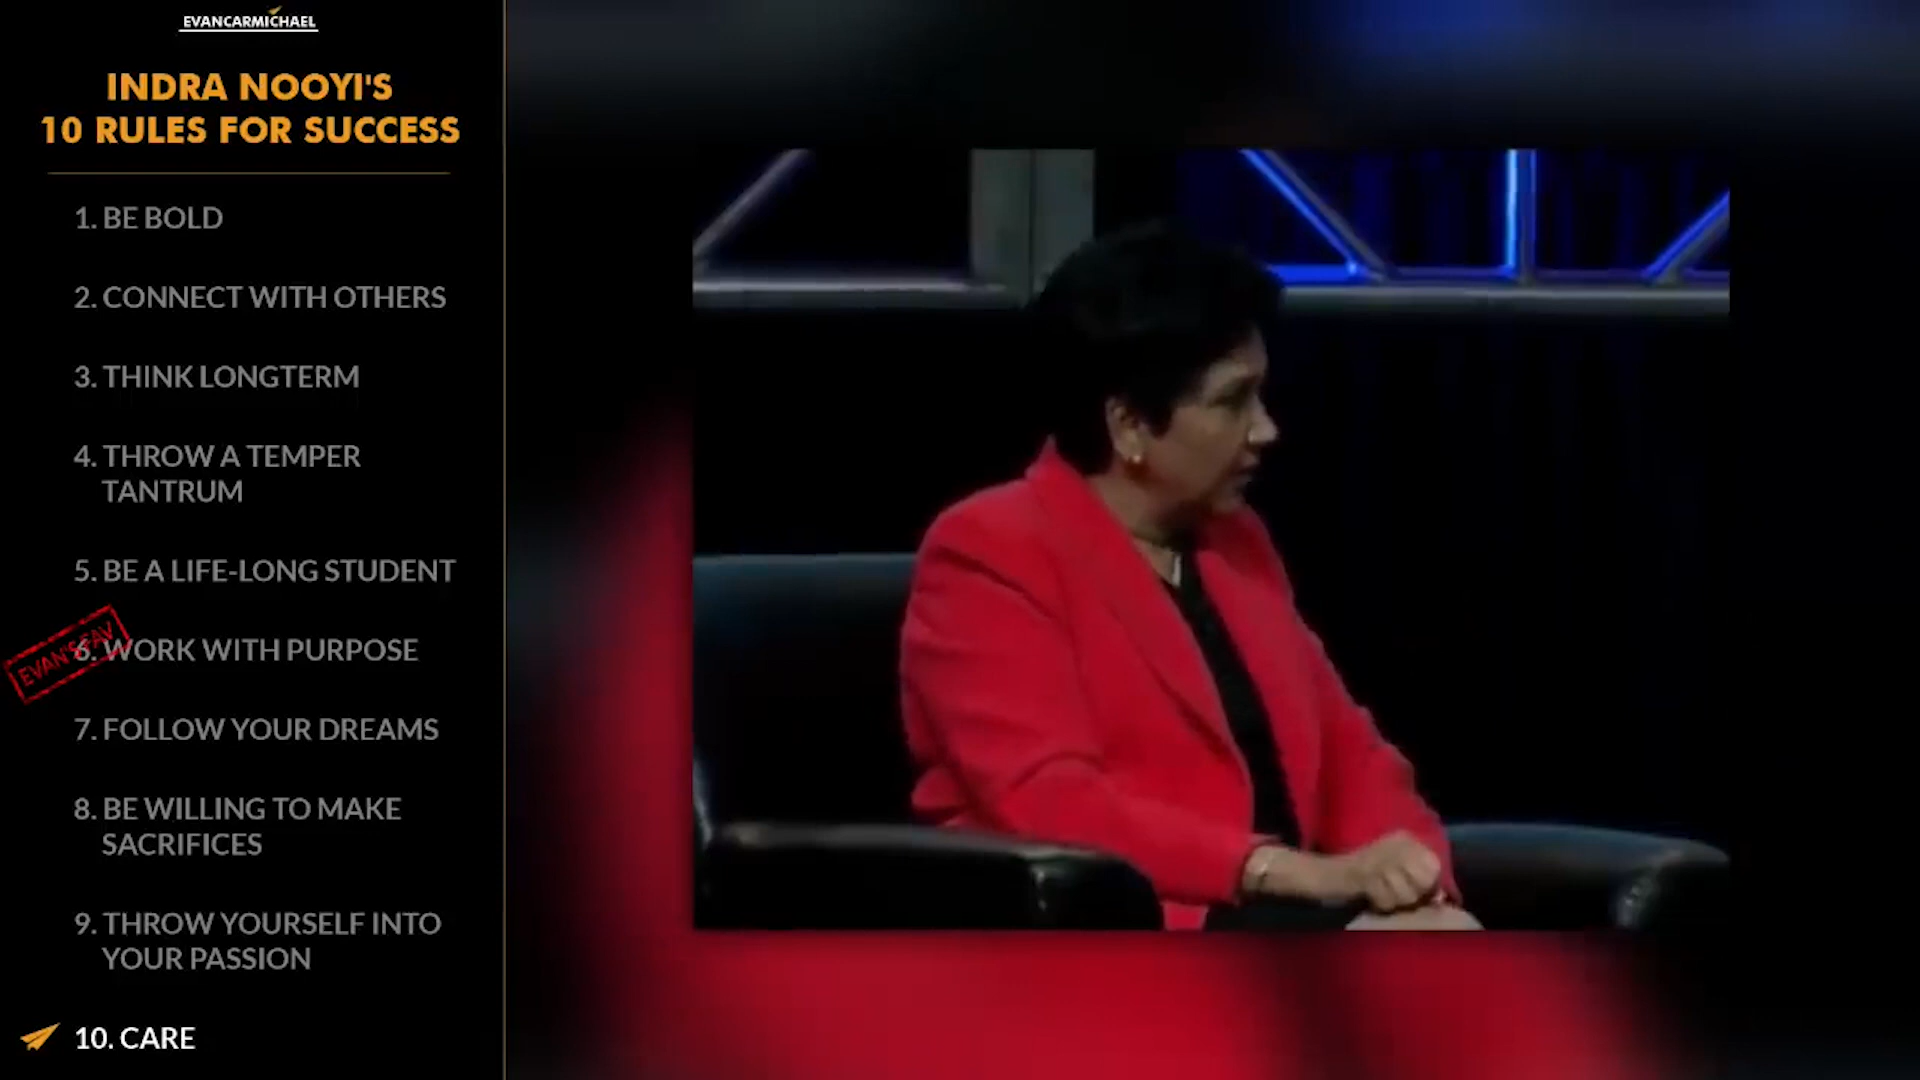 EVANCARMICHAEL
INDRA NOOYI'S
10 RULES FOR SUCCESS
1. BE BOLD
2. CONNECT WITH OTHERS
3. THINK LONGTERM
4. THROW A TEMPER
TANTRUM
5. BE A LIFE-LONG STUDENT
EVAN'S FAV
6. WORK WITH PURPOSE
7. FOLLOW YOUR DREAMS
8. BE WILLING TO MAKE
SACRIFICES
9. THROW YOURSELF INTO
YOUR PASSION
10. CARE